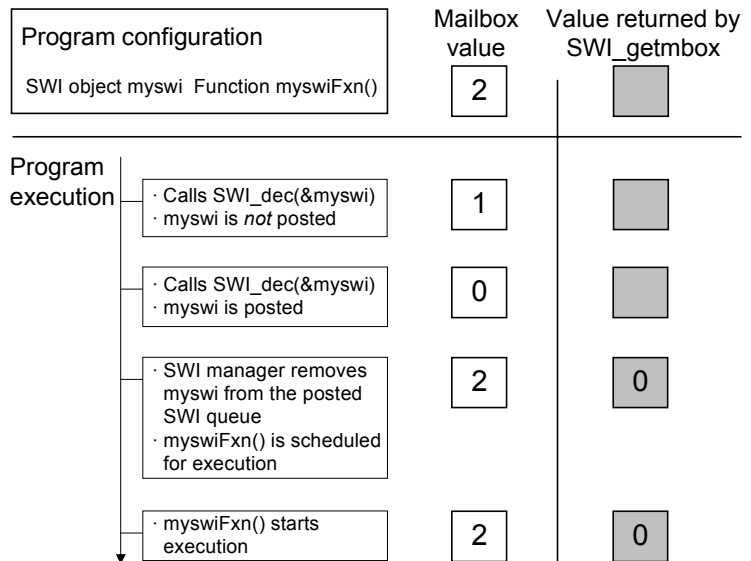 Program configuration
SWI object myswi Function myswiFxn()
Mailbox
value
Value returned by
SWI_getmbox
2
Program
execution
· Calls SWI_dec(&myswi)
· myswi is not posted
1
· Calls SWI_dec(&myswi)
· myswi is posted
0
· SWI manager removes
myswi from the posted
SWI queue
· myswiFxn() is scheduled
for execution
2
0
· myswiFxn() starts
execution
2
0